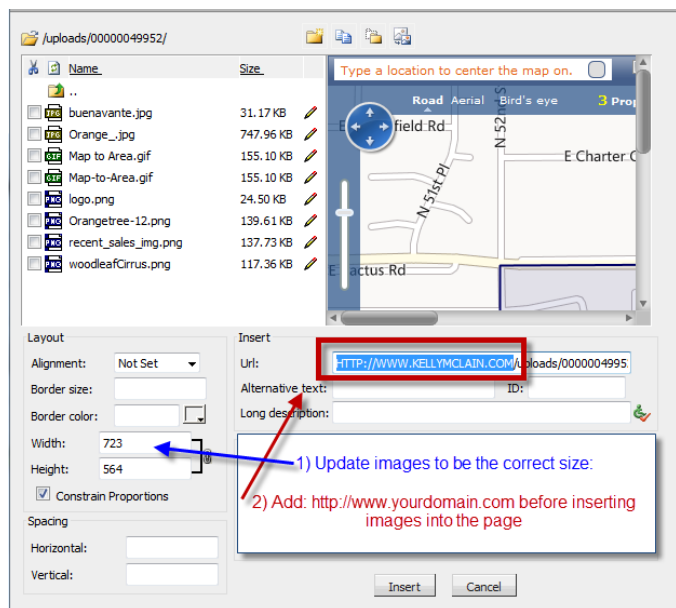 /uploads/00000049952/
Name Size
..
buenavante.jpg 31.17 KB
Orange_.jpg 747.96 KB
Map to Area.gif 155.10 KB
Map-to-Area.gif 155.10 KB
logo.png 24.50 KB
Orangetree-12.png 139.61 KB
recent_sales_img.png 137.73 KB
woodleafCirrus.png 117.36 KB
Type a location to center the map on.
Road Aerial Bird's eye 3 Prop
field Rd
N 52nd S
E Charter
N 51st Pl
actus Rd
Layout
Alignment: Not Set
Border size:
Border color:
Width: 723
Height: 564
Constrain Proportions
Spacing
Horizontal:
Vertical:
Insert
Url: HTTP://WWW.KELLYMCLAIN.COM/uploads/0000004995
Alternative text: ID:
Long description:
1) Update images to be the correct size:
2) Add: http://www.yourdomain.com before inserting
images into the page
Insert Cancel